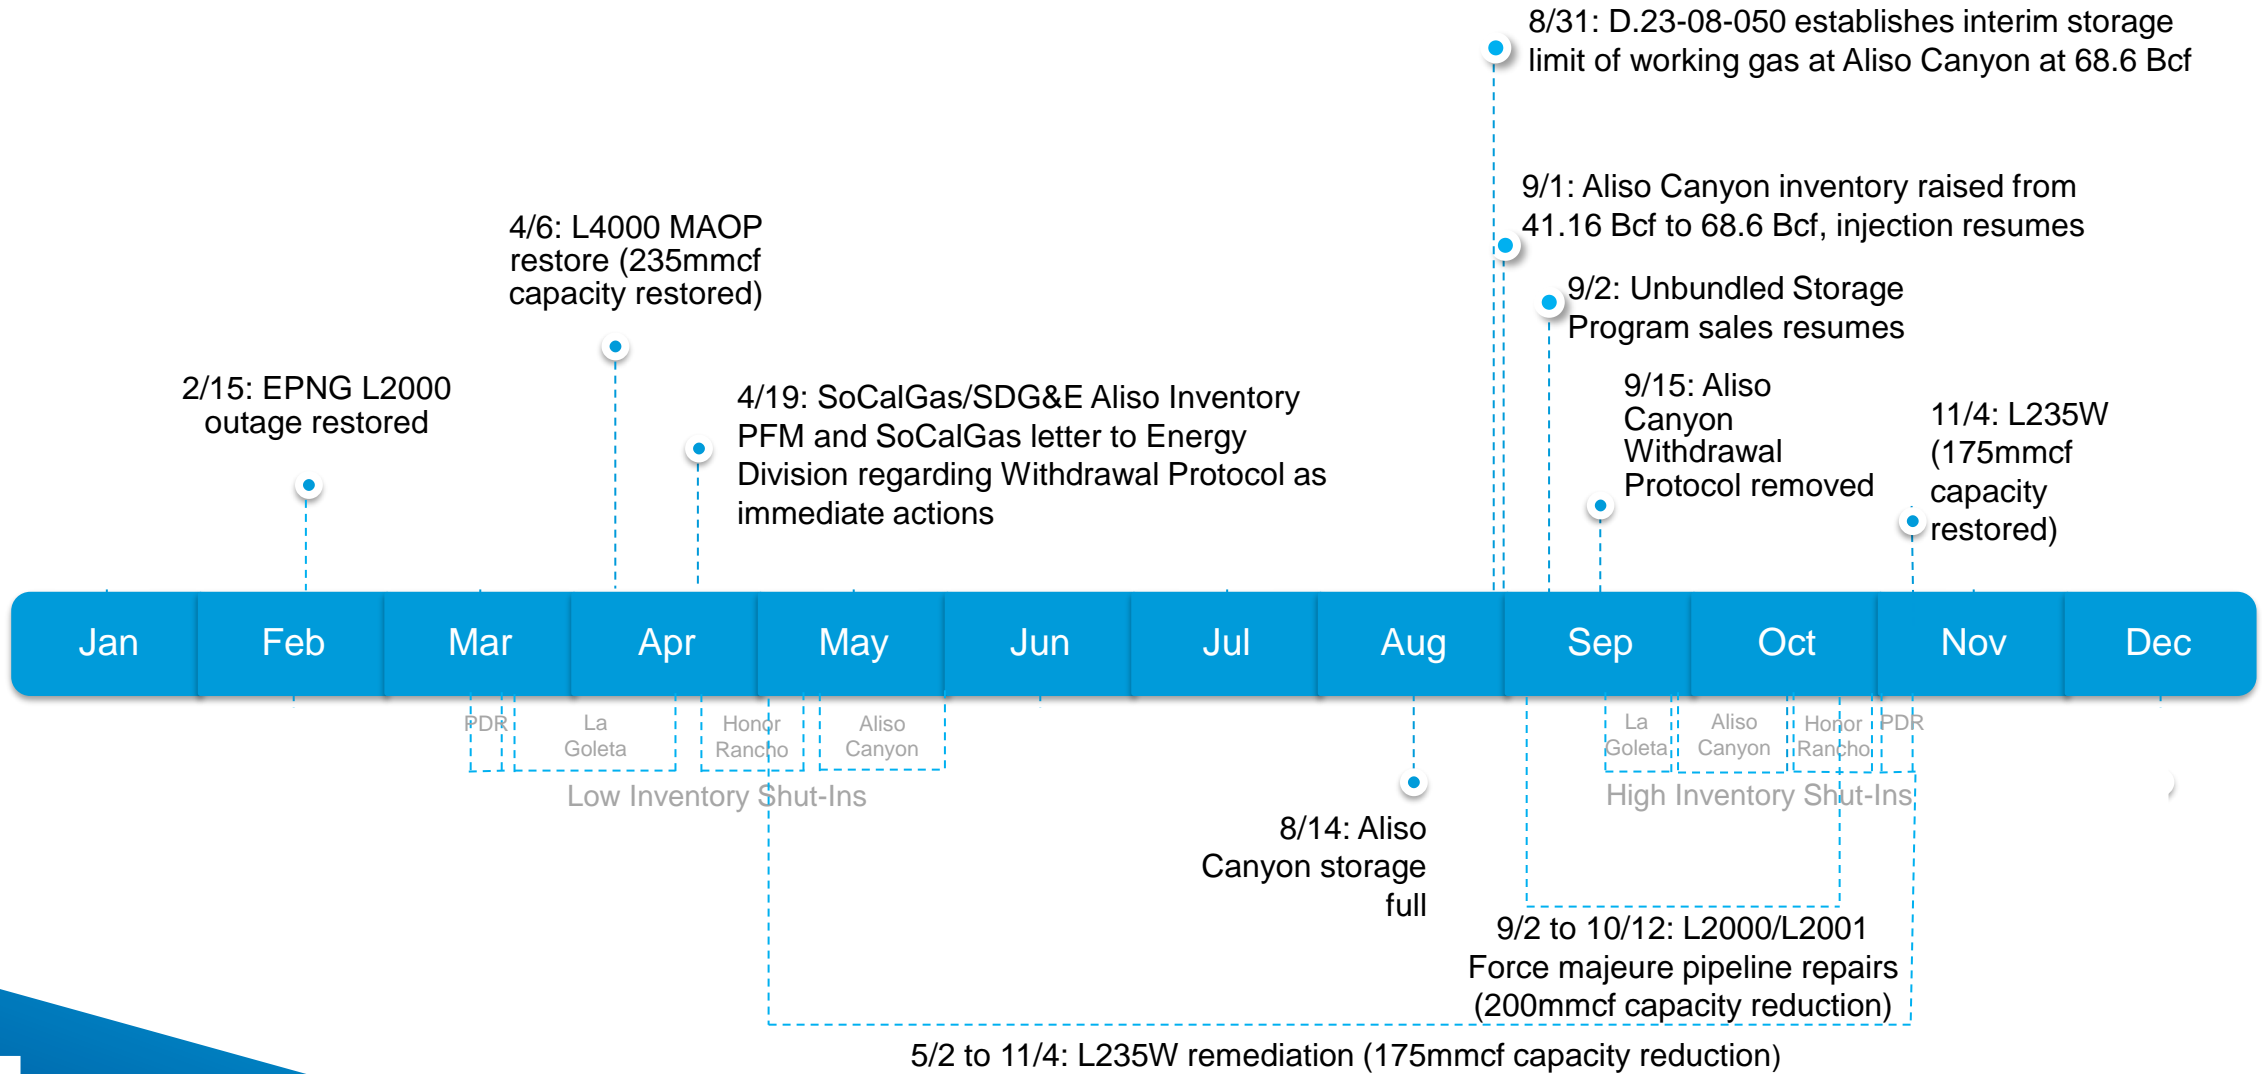 8/31: D.23-08-050 establishes interim storage
limit of working gas at Aliso Canyon at 68.6 Bcf
9/1: Aliso Canyon inventory raised from
41.16 Bcf to 68.6 Bcf, injection resumes
4/6: L4000 MAOP
restore (235mmcf
capacity restored)
9/2: Unbundled Storage
Program sales resumes
2/15: EPNG L2000
outage restored
4/19: SoCalGas/SDG&E Aliso Inventory
PFM and SoCalGas letter to Energy
Division regarding Withdrawal Protocol as
immediate actions
9/15: Aliso
Canyon
Withdrawal
Protocol removed
11/4: L235W
(175mmcf
capacity
restored)
Jan Feb Mar Apr May Jun Jul Aug Sep Oct Nov Dec
PDR
La
Goleta
Honor
Rancho
Aliso
Canyon
Low Inventory Shut-Ins
La
Goleta
Aliso
Canyon
Honor
Rancho
PDR
High Inventory Shut-Ins
8/14: Aliso
Canyon storage
full
9/2 to 10/12: L2000/L2001
Force majeure pipeline repairs
(200mmcf capacity reduction)
5/2 to 11/4: L235W remediation (175mmcf capacity reduction)